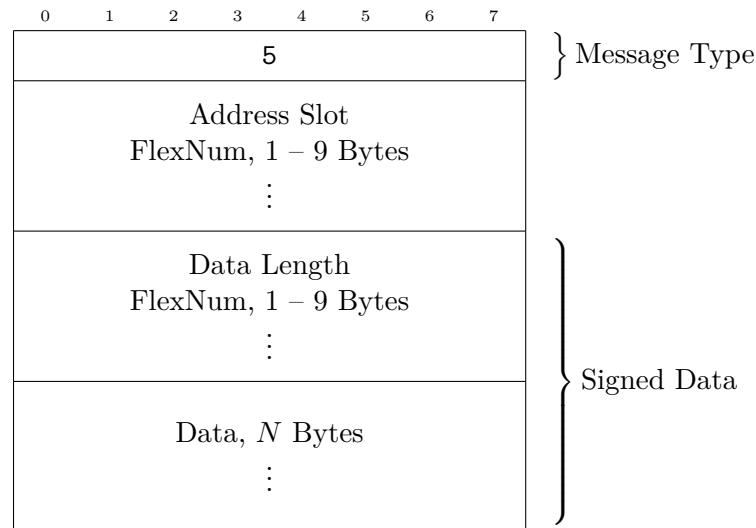 0 1 2 3 4 5 6 7
5
Message Type
Address Slot
FlexNum, 1 – 9 Bytes
⋮
Data Length
FlexNum, 1 – 9 Bytes
⋮
Signed Data
Data, N Bytes
⋮